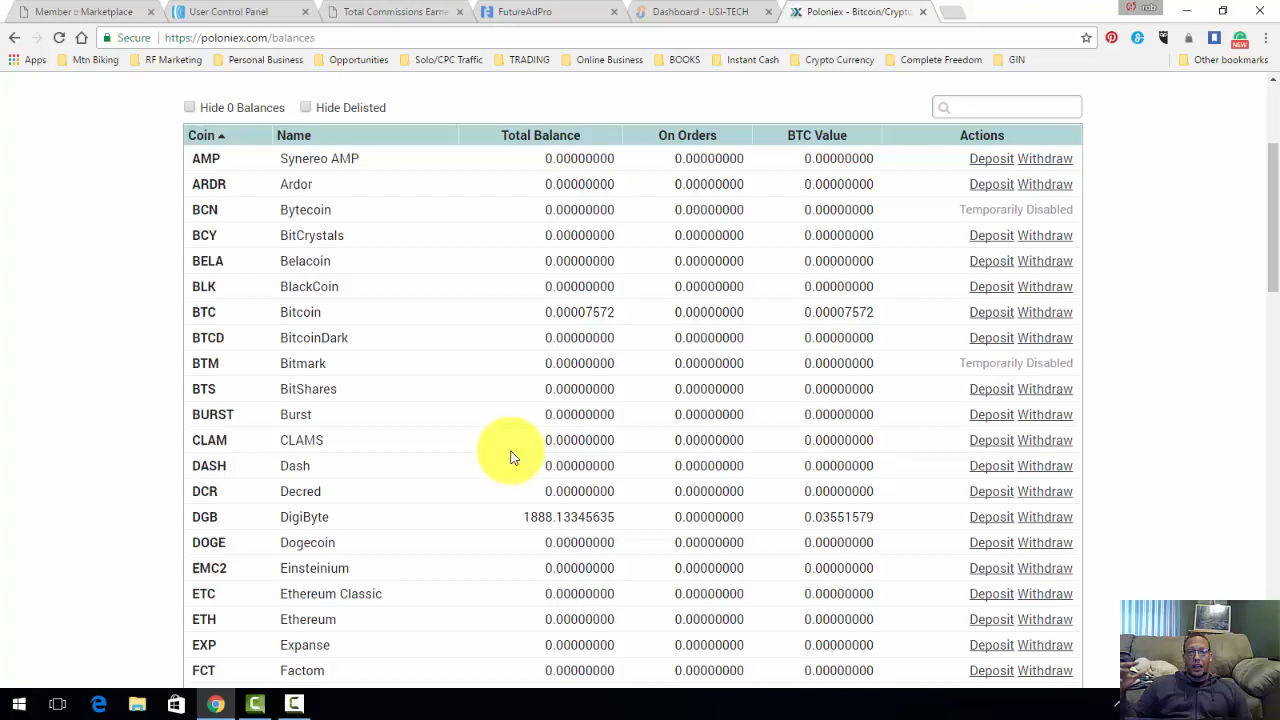 Member :: Marketplace
User Control Panel
Total Commissions Earne
FutureAdPro
Dashboard - USI-TECH
Poloniex - Bitcoin/Crypto
rob
Secure
https://poloniex.com/balances
NEW
Apps
Mtn Biking
RF Marketing
Personal Business
Opportunities
Solo/CPC Traffic
TRADING
Online Business
BOOKS
Instant Cash
Crypto Currency
Complete Freedom
GIN
Other bookmarks
Hide 0 Balances
Hide Delisted
Coin Name Total Balance On Orders BTC Value Actions
AMP Synereo AMP 0.00000000 0.00000000 0.00000000 Deposit Withdraw
ARDR Ardor 0.00000000 0.00000000 0.00000000 Deposit Withdraw
BCN Bytecoin 0.00000000 0.00000000 0.00000000 Temporarily Disabled
BCY BitCrystals 0.00000000 0.00000000 0.00000000 Deposit Withdraw
BELA Belacoin 0.00000000 0.00000000 0.00000000 Deposit Withdraw
BLK BlackCoin 0.00000000 0.00000000 0.00000000 Deposit Withdraw
BTC Bitcoin 0.00007572 0.00000000 0.00007572 Deposit Withdraw
BTCD BitcoinDark 0.00000000 0.00000000 0.00000000 Deposit Withdraw
BTM Bitmark 0.00000000 0.00000000 0.00000000 Temporarily Disabled
BTS BitShares 0.00000000 0.00000000 0.00000000 Deposit Withdraw
BURST Burst 0.00000000 0.00000000 0.00000000 Deposit Withdraw
CLAM CLAMS 0.00000000 0.00000000 0.00000000 Deposit Withdraw
DASH Dash 0.00000000 0.00000000 0.00000000 Deposit Withdraw
DCR Decred 0.00000000 0.00000000 0.00000000 Deposit Withdraw
DGB DigiByte 1888.13345635 0.00000000 0.03551579 Deposit Withdraw
DOGE Dogecoin 0.00000000 0.00000000 0.00000000 Deposit Withdraw
EMC2 Einsteinium 0.00000000 0.00000000 0.00000000 Deposit Withdraw
ETC Ethereum Classic 0.00000000 0.00000000 0.00000000 Deposit Withdraw
ETH Ethereum 0.00000000 0.00000000 0.00000000 Deposit Withdraw
EXP Expanse 0.00000000 0.00000000 0.00000000 Deposit Withdraw
FCT Factom 0.00000000 0.00000000 0.00000000 Deposit Withdraw